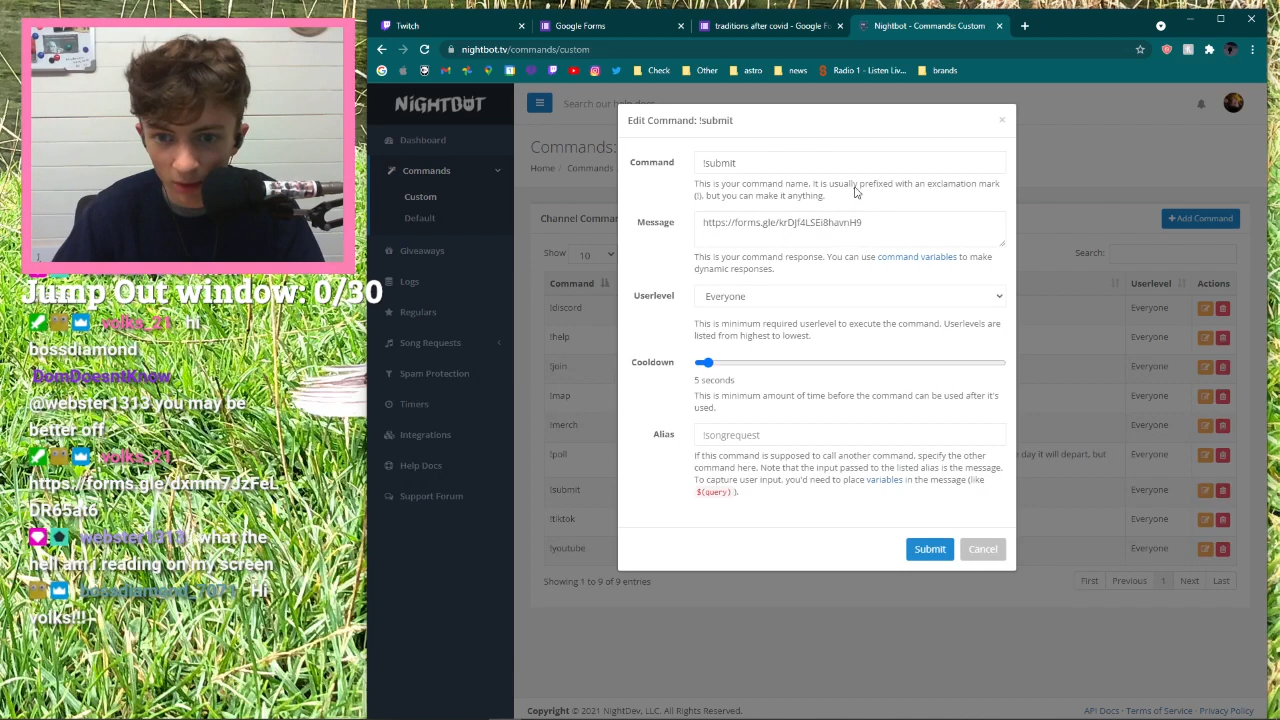 Twitch
Google Forms
traditions after covid - Google Fo
Nightbot - Commands: Custom
nightbot.tv/commands/custom
Check
Other
astro
news
Radio 1 - Listen Liv...
brands
NIGHTBOT
Search our help docs
Dashboard
Commands
Custom
Default
Giveaways
Logs
Regulars
Song Requests
Spam Protection
Timers
Integrations
Help Docs
Support Forum
Commands:
Home / Commands
Channel Comman
+ Add Command
Show 10
Search:
Command
Userlevel
Actions
!discord
Everyone
!help
Everyone
!join
Everyone
!map
Everyone
!merch
Everyone
!poll
day it will depart, but
Everyone
!submit
Everyone
!tiktok
Everyone
!youtube
Everyone
Showing 1 to 9 of 9 entries
First
Previous
1
Next
Last
Edit Command: !submit
Command
!submit
This is your command name. It is usually prefixed with an exclamation mark
(!), but you can make it anything.
Message
https://forms.gle/krDJf4LSEi8havnH9
This is your command response. You can use command variables to make
dynamic responses.
Userlevel
Everyone
This is minimum required userlevel to execute the command. Userlevels are
listed from highest to lowest.
Cooldown
5 seconds
This is minimum amount of time before the command can be used after it's
used.
Alias
!songrequest
If this command is supposed to call another command, specify the other
command here. Note that the input passed to the listed alias is the message.
To capture user input, you'd need to place variables in the message (like
$(query) ).
Submit
Cancel
Copyright © 2021 NightDev, LLC. All Rights Reserved.
API Docs · Terms of Service · Privacy Policy
Jump Out window: 0/30
volks_21 hi
bossdiamond
DomDoesntKnow
@webster1313 you may be
better off
volks_21
https://forms.gle/dxmm7JzFeL
DR65at6
webster1313 what the
hell am i reading on my screen
bossdiamond_7071 Hi
volks!!!